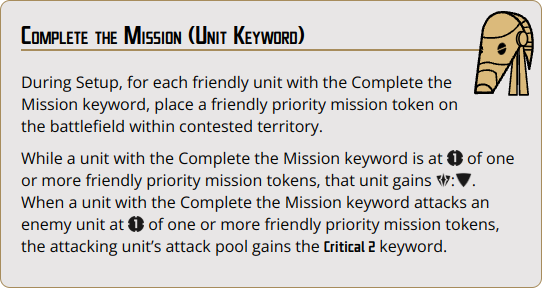 Complete the Mission (Unit Keyword)
During Setup, for each friendly unit with the Complete the
Mission keyword, place a friendly priority mission token on
the battlefield within contested territory.
While a unit with the Complete the Mission keyword is at 1 of one
or more friendly priority mission tokens, that unit gains :.
When a unit with the Complete the Mission keyword attacks an
enemy unit at 1 of one or more friendly priority mission tokens,
the attacking unit's attack pool gains the Critical 2 keyword.